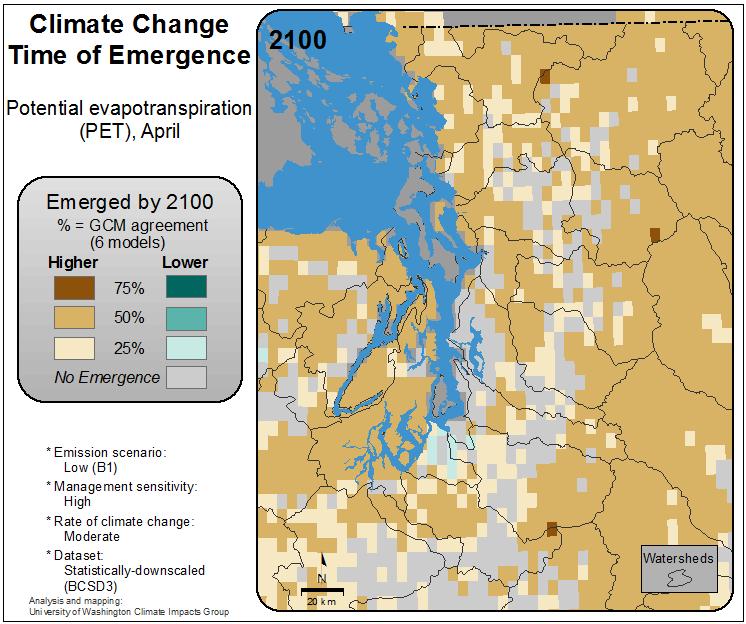 Climate Change
Time of Emergence
Potential evapotranspiration
(PET), April
Emerged by 2100
% = GCM agreement
(6 models)
Higher
Lower
75%
50%
25%
No Emergence
* Emission scenario:
Low (B1)
* Management sensitivity:
High
* Rate of climate change:
Moderate
* Dataset:
Statistically-downscaled
(BCSD3)
Analysis and mapping:
University of Washington Climate Impacts Group
2100
N
20 km
Watersheds